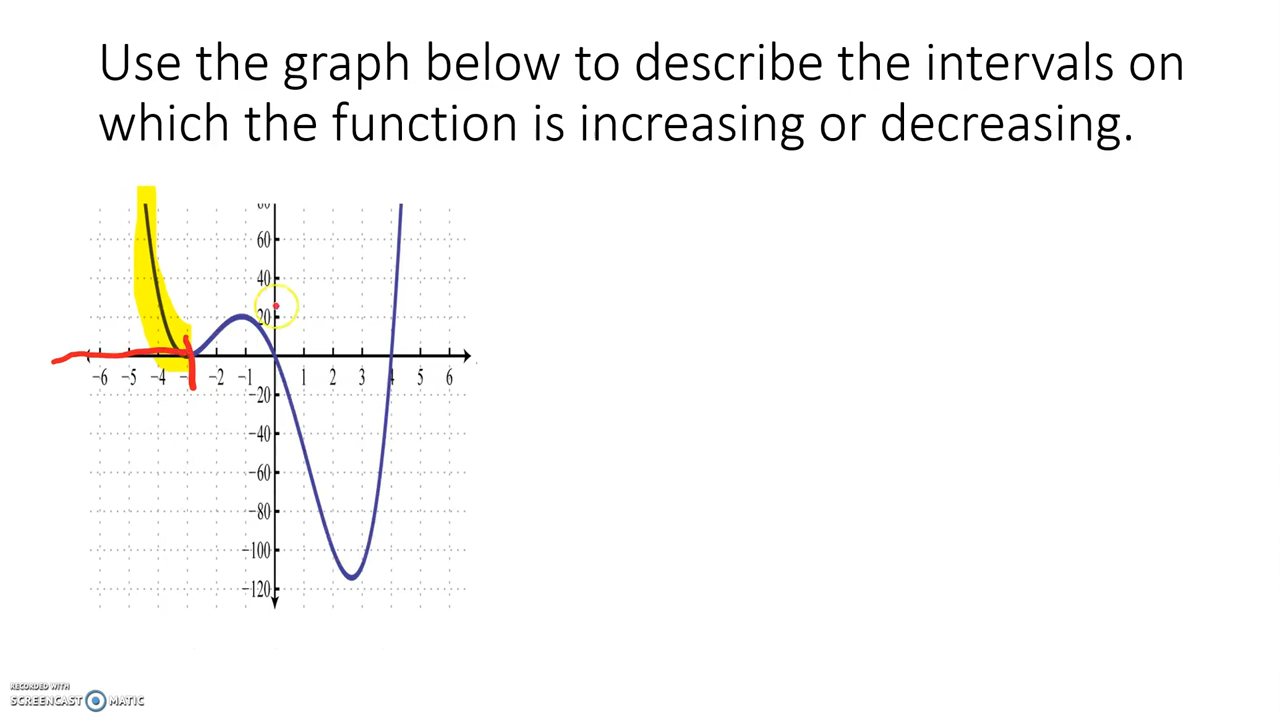 Use the graph below to describe the intervals on
which the function is increasing or decreasing.
60
40
20
−6 −5 −4 −2 −1 1 2 3 4 5 6
−20
−40
−60
−80
−100
−120
RECORDED WITH
SCREENCAST MATIC